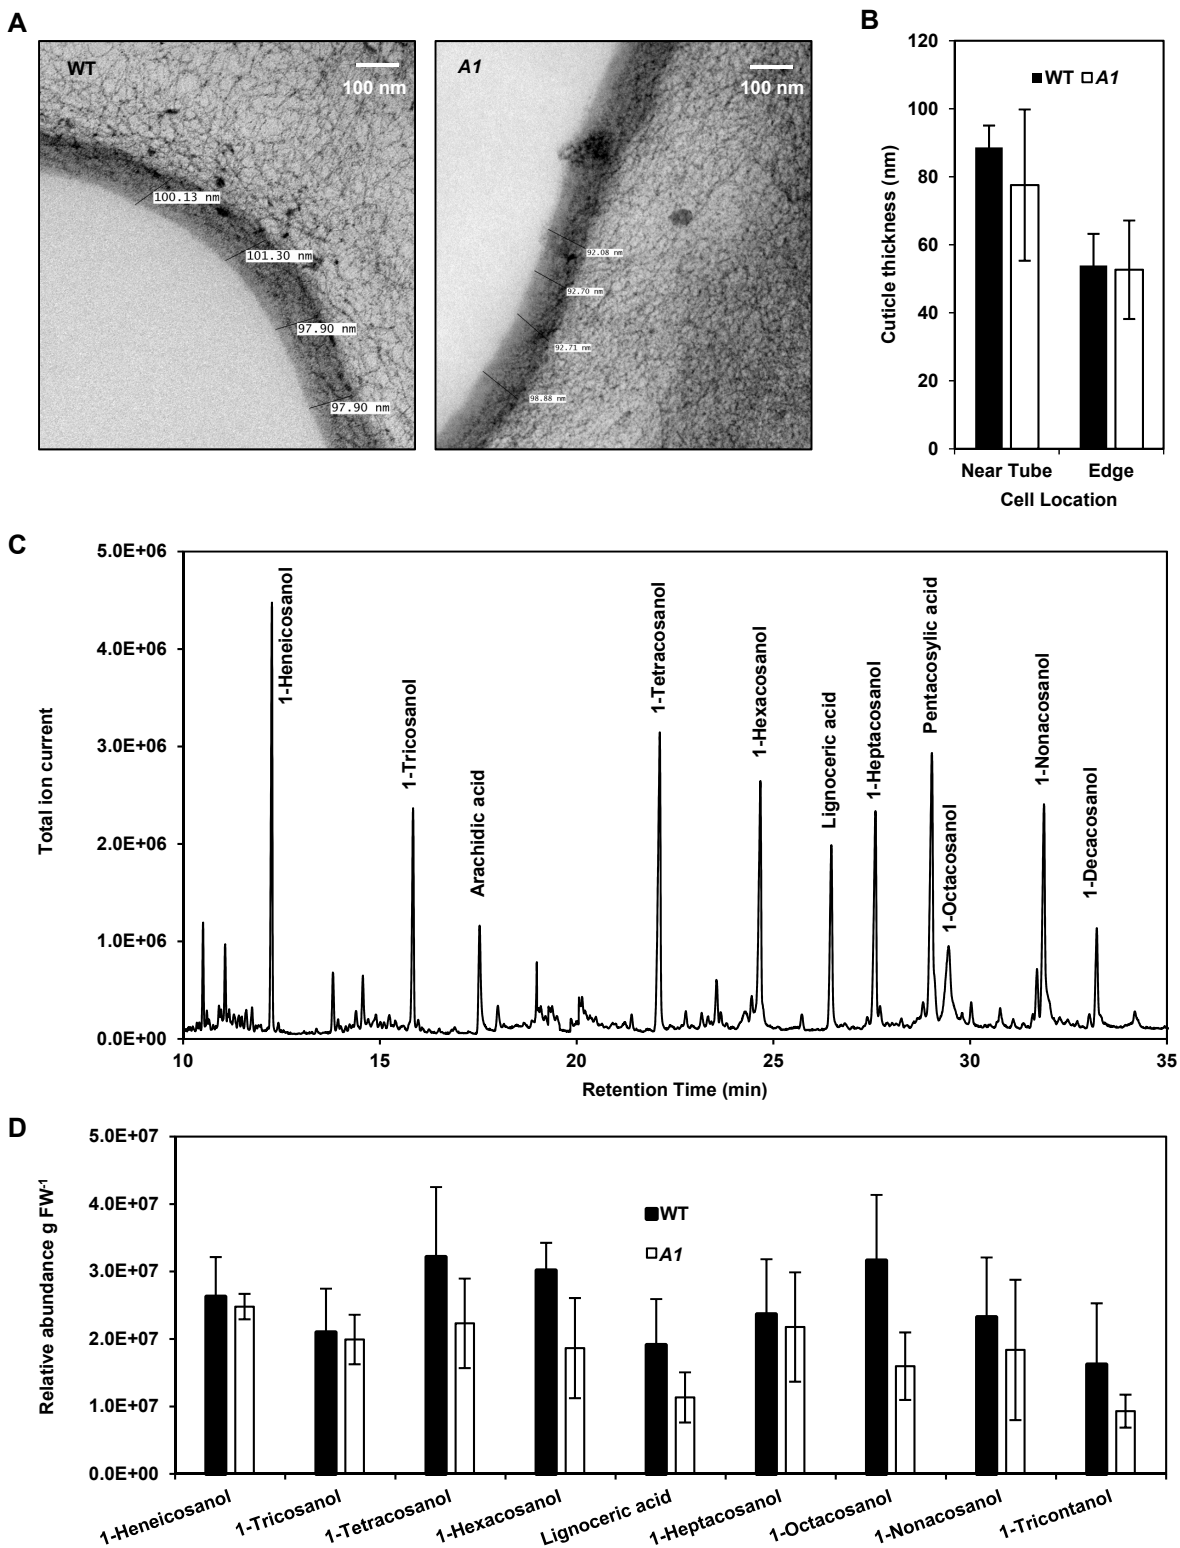 A
WT
100 nm
100.13 nm
101.30 nm
97.90 nm
97.90 nm
A1
100 nm
92.08 nm
92.70 nm
92.71 nm
98.88 nm
B
120
100
80
60
40
20
0
Cuticle thickness (nm)
WT A1
Near Tube Edge
Cell Location
C
5.0E+06
4.0E+06
3.0E+06
2.0E+06
1.0E+06
0.0E+00
Total ion current
1-Heneicosanol
1-Tricosanol
Arachidic acid
1-Tetracosanol
1-Hexacosanol
Lignoceric acid
1-Heptacosanol
Pentacosylic acid
1-Octacosanol
1-Nonacosanol
1-Decacosanol
10 15 20 25 30 35
Retention Time (min)
D
5.0E+07
4.0E+07
3.0E+07
2.0E+07
1.0E+07
0.0E+00
Relative abundance g FW-1
WT
A1
1-Heneicosanol
1-Tricosanol
1-Tetracosanol
1-Hexacosanol
Lignoceric acid
1-Heptacosanol
1-Octacosanol
1-Nonacosanol
1-Tricontanol